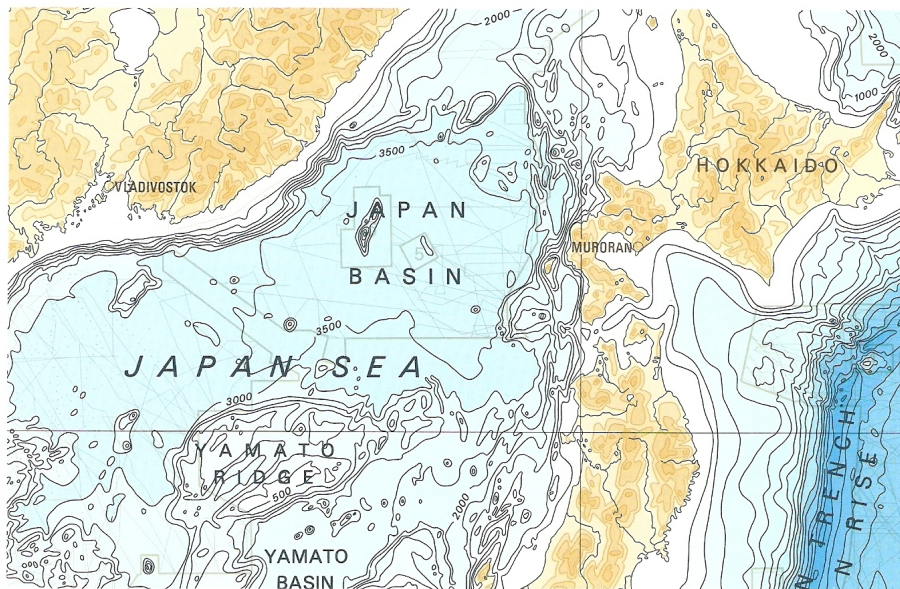 2000
2000
1000
3500
HOKKAIDO
VLADIVOSTOK
JAPAN
MURORAN
BASIN
3500
JAPAN SEA
3000
YAMATO
RIDGE
500
2000
N TRENCH
N RISE
YAMATO
BASIN